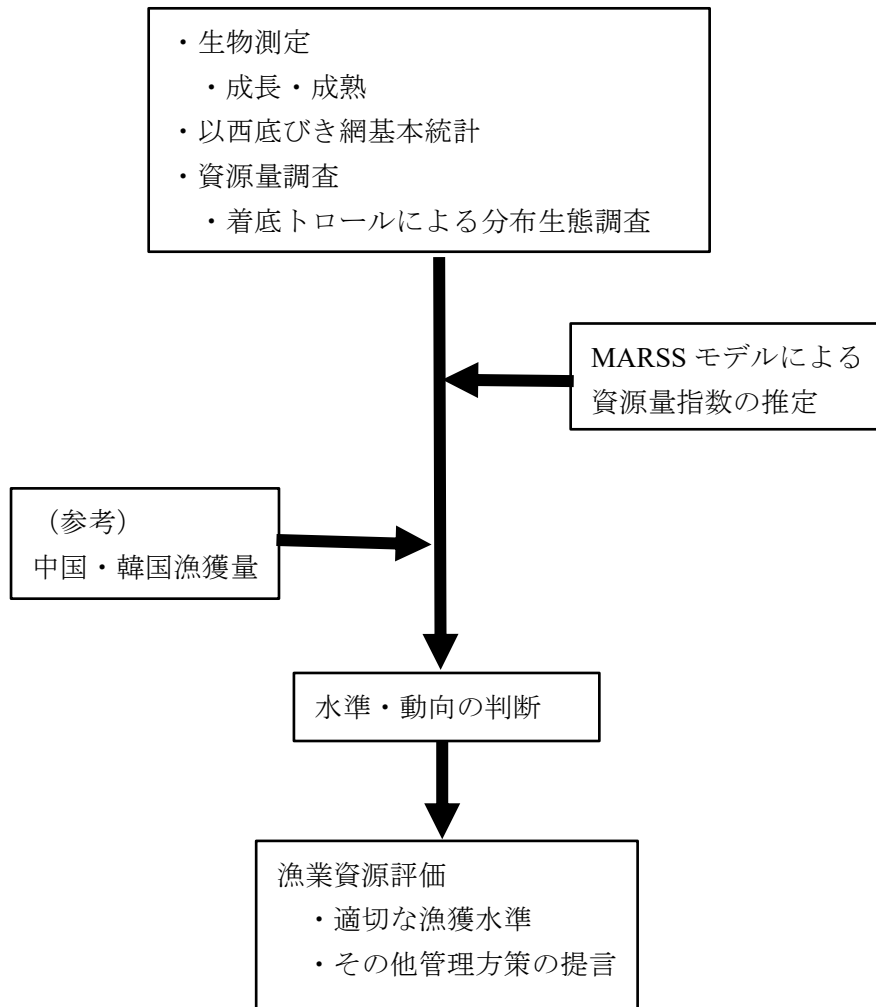 ・生物測定
・成長・成熟
・以西底びき網基本統計
・資源量調査
・着底トロールによる分布生態調査
MARSS モデルによる
資源量指数の推定
（参考）
中国・韓国漁獲量
水準・動向の判断
漁業資源評価
・適切な漁獲水準
・その他管理方策の提言